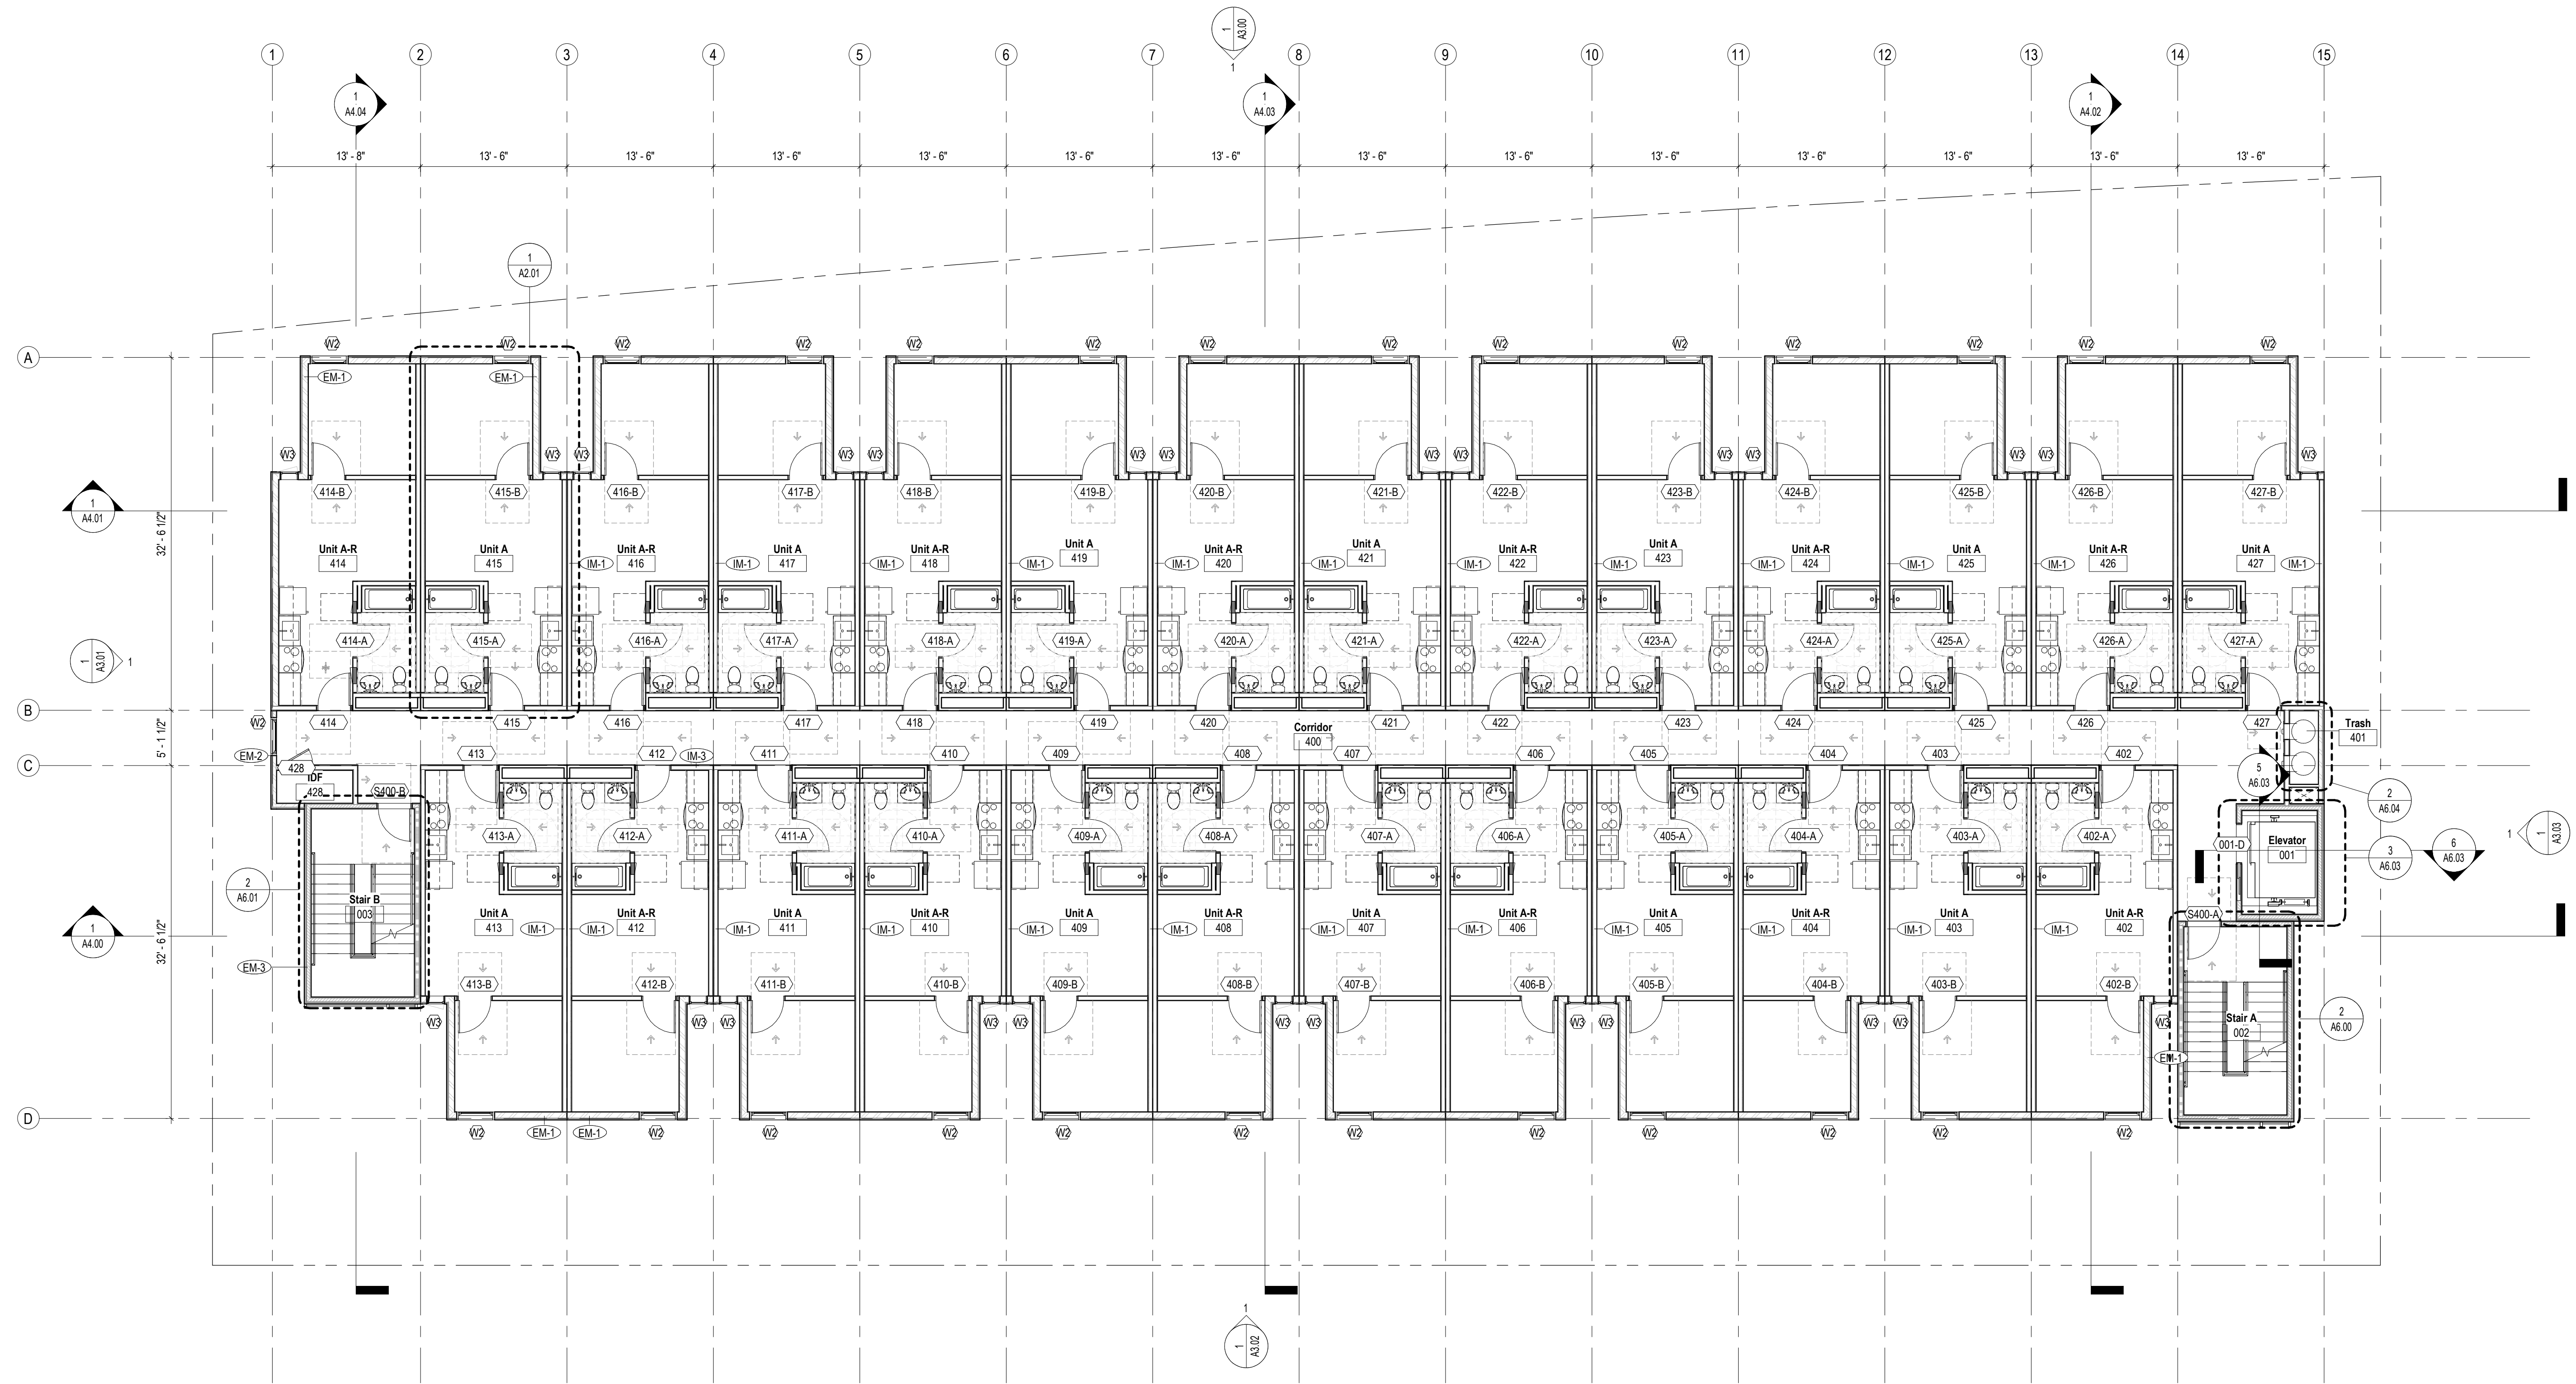 1
A3.00
1
1 2 3 4 5 6 7 8 9 10 11 12 13 14 15
1
A4.04
1
A4.03
1
A4.02
13' - 8" 13' - 6" 13' - 6" 13' - 6" 13' - 6" 13' - 6" 13' - 6" 13' - 6" 13' - 6" 13' - 6" 13' - 6" 13' - 6" 13' - 6" 13' - 6"
1
A2.01
W2 W2 W2 W2 W2 W2 W2 W2 W2 W2 W2 W2 W2 W2
A
EM-1 EM-1
W3 W3 W3 W3 W3 W3 W3 W3 W3 W3 W3 W3 W3 W3
414-B 415-B 416-B 417-B 418-B 419-B 420-B 421-B 422-B 423-B 424-B 425-B 426-B 427-B
1
A4.01
32' - 6 1/2"
Unit A-R Unit A Unit A-R Unit A Unit A-R Unit A Unit A-R Unit A Unit A-R Unit A Unit A-R Unit A Unit A-R Unit A
414 415 IM-1 416 IM-1 417 IM-1 418 IM-1 419 IM-1 420 IM-1 421 IM-1 422 IM-1 423 IM-1 424 IM-1 425 IM-1 426 427 IM-1
414-A 415-A 416-A 417-A 418-A 419-A 420-A 421-A 422-A 423-A 424-A 425-A 426-A 427-A
1
A3.01
1
B
W2 414 415 416 417 418 419 420 421 422 423 424 425 426 427
Corridor
400
Trash
401
5' - 1 1/2"
EM-2 413 412 IM-3 411 410 409 408 407 406 405 404 403 402
C
428
IDF
428
S400-B
5
A6.03
2
A6.04
413-A 412-A 411-A 410-A 409-A 408-A 407-A 406-A 405-A 404-A 403-A 402-A
001-D
Elevator
001
3
A6.03
6
A6.03
1
1
A3.03
2
A6.01
Stair B
003
Unit A Unit A-R Unit A Unit A-R Unit A Unit A-R Unit A Unit A-R Unit A Unit A-R Unit A Unit A-R
413 IM-1 IM-1 412 IM-1 411 IM-1 410 IM-1 409 IM-1 408 IM-1 407 IM-1 406 IM-1 405 IM-1 404 IM-1 403 IM-1 402
S400-A
1
A4.00
32' - 6 1/2"
EM-3
413-B 412-B 411-B 410-B 409-B 408-B 407-B 406-B 405-B 404-B 403-B 402-B
W3 W3 W3 W3 W3 W3 W3 W3 W3 W3 W3 W3
Stair A
002
2
A6.00
EM-1
D
W2 EM-1 EM-1 W2 W2 W2 W2 W2 W2 W2 W2 W2 W2 W2
1
1
A3.02